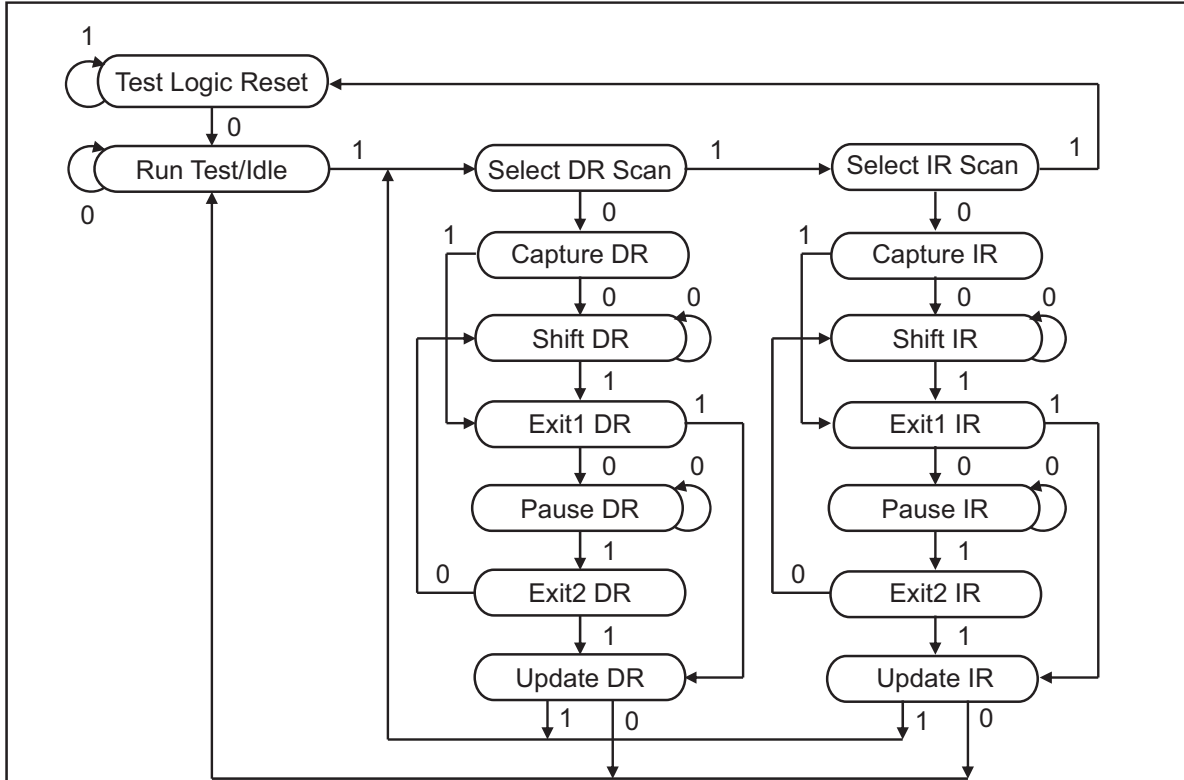 1
Test Logic Reset
0
Run Test/Idle
0
1
Select DR Scan
1
Select IR Scan
1
0
0
1
Capture DR
1
Capture IR
0
0
0
0
Shift DR
Shift IR
1
1
Exit1 DR
1
Exit1 IR
1
0
0
0
0
Pause DR
Pause IR
1
1
0
Exit2 DR
0
Exit2 IR
1
1
Update DR
Update IR
1
0
1
0